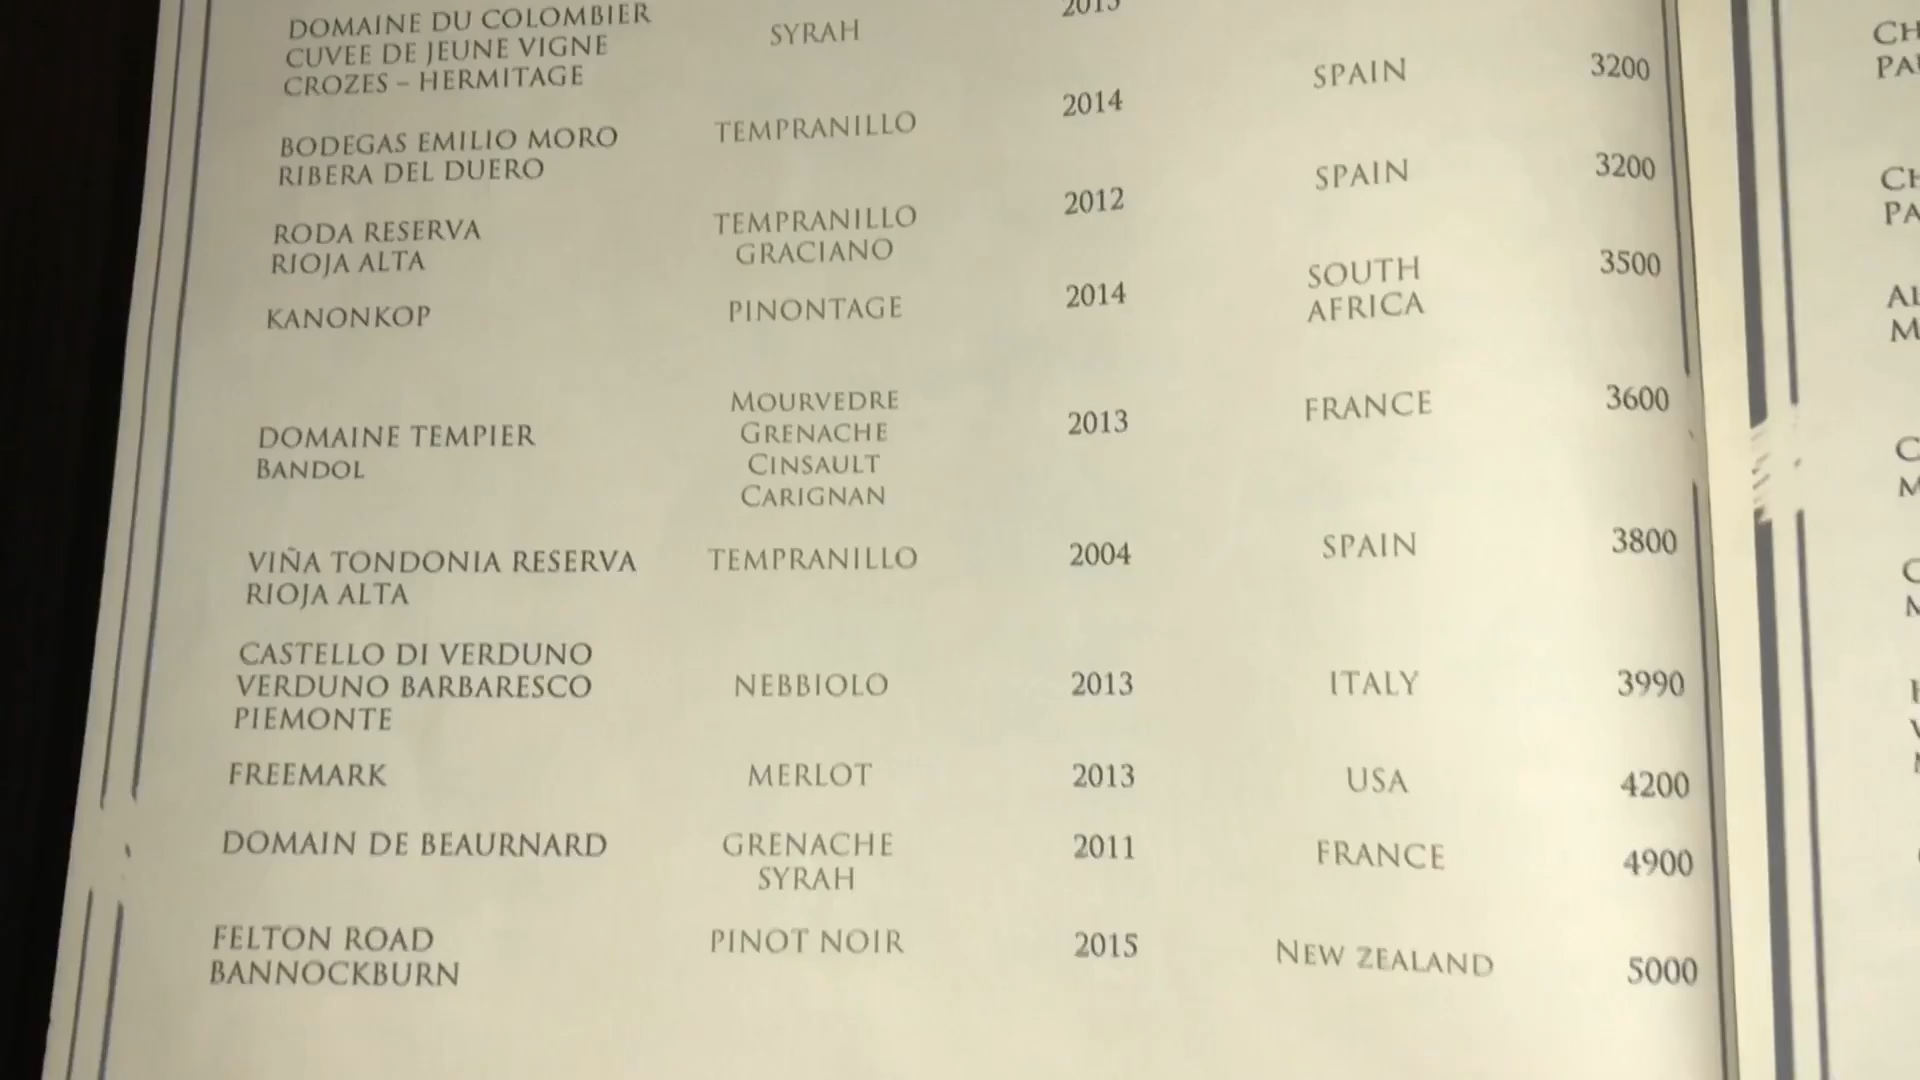 DOMAINE DU COLOMBIER SYRAH 2015
CUVEE DE JEUNE VIGNE
CROZES – HERMITAGE
BODEGAS EMILIO MORO TEMPRANILLO 2014 SPAIN 3200
RIBERA DEL DUERO
RODA RESERVA TEMPRANILLO 2012 SPAIN 3200
RIOJA ALTA GRACIANO
KANONKOP PINONTAGE 2014 SOUTH 3500
AFRICA
MOURVEDRE
DOMAINE TEMPIER GRENACHE 2013 FRANCE 3600
BANDOL CINSAULT
CARIGNAN
VIÑA TONDONIA RESERVA TEMPRANILLO 2004 SPAIN 3800
RIOJA ALTA
CASTELLO DI VERDUNO
VERDUNO BARBARESCO NEBBIOLO 2013 ITALY 3990
PIEMONTE
FREEMARK MERLOT 2013 USA 4200
DOMAIN DE BEAURNARD GRENACHE 2011 FRANCE 4900
SYRAH
FELTON ROAD PINOT NOIR 2015 NEW ZEALAND 5000
BANNOCKBURN